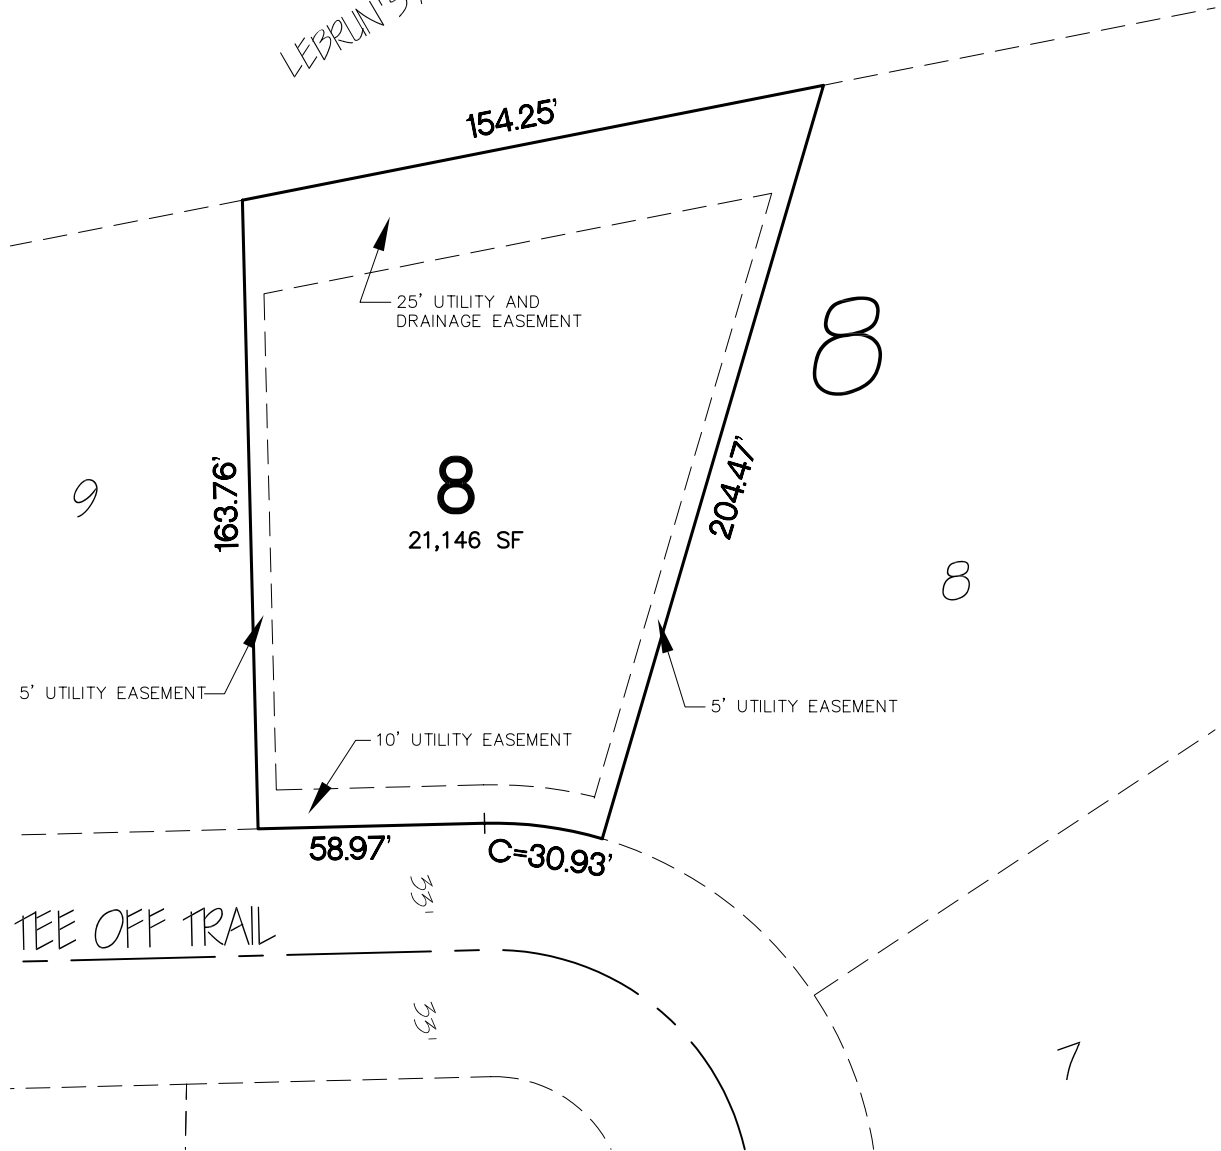 LEBRUN'S
154.25'
25' UTILITY AND
DRAINAGE EASEMENT
8
163.76'
8
21,146 SF
204.47'
9
8
5' UTILITY EASEMENT
5' UTILITY EASEMENT
10' UTILITY EASEMENT
58.97'
C=30.93'
33'
TEE OFF TRAIL
33'
7